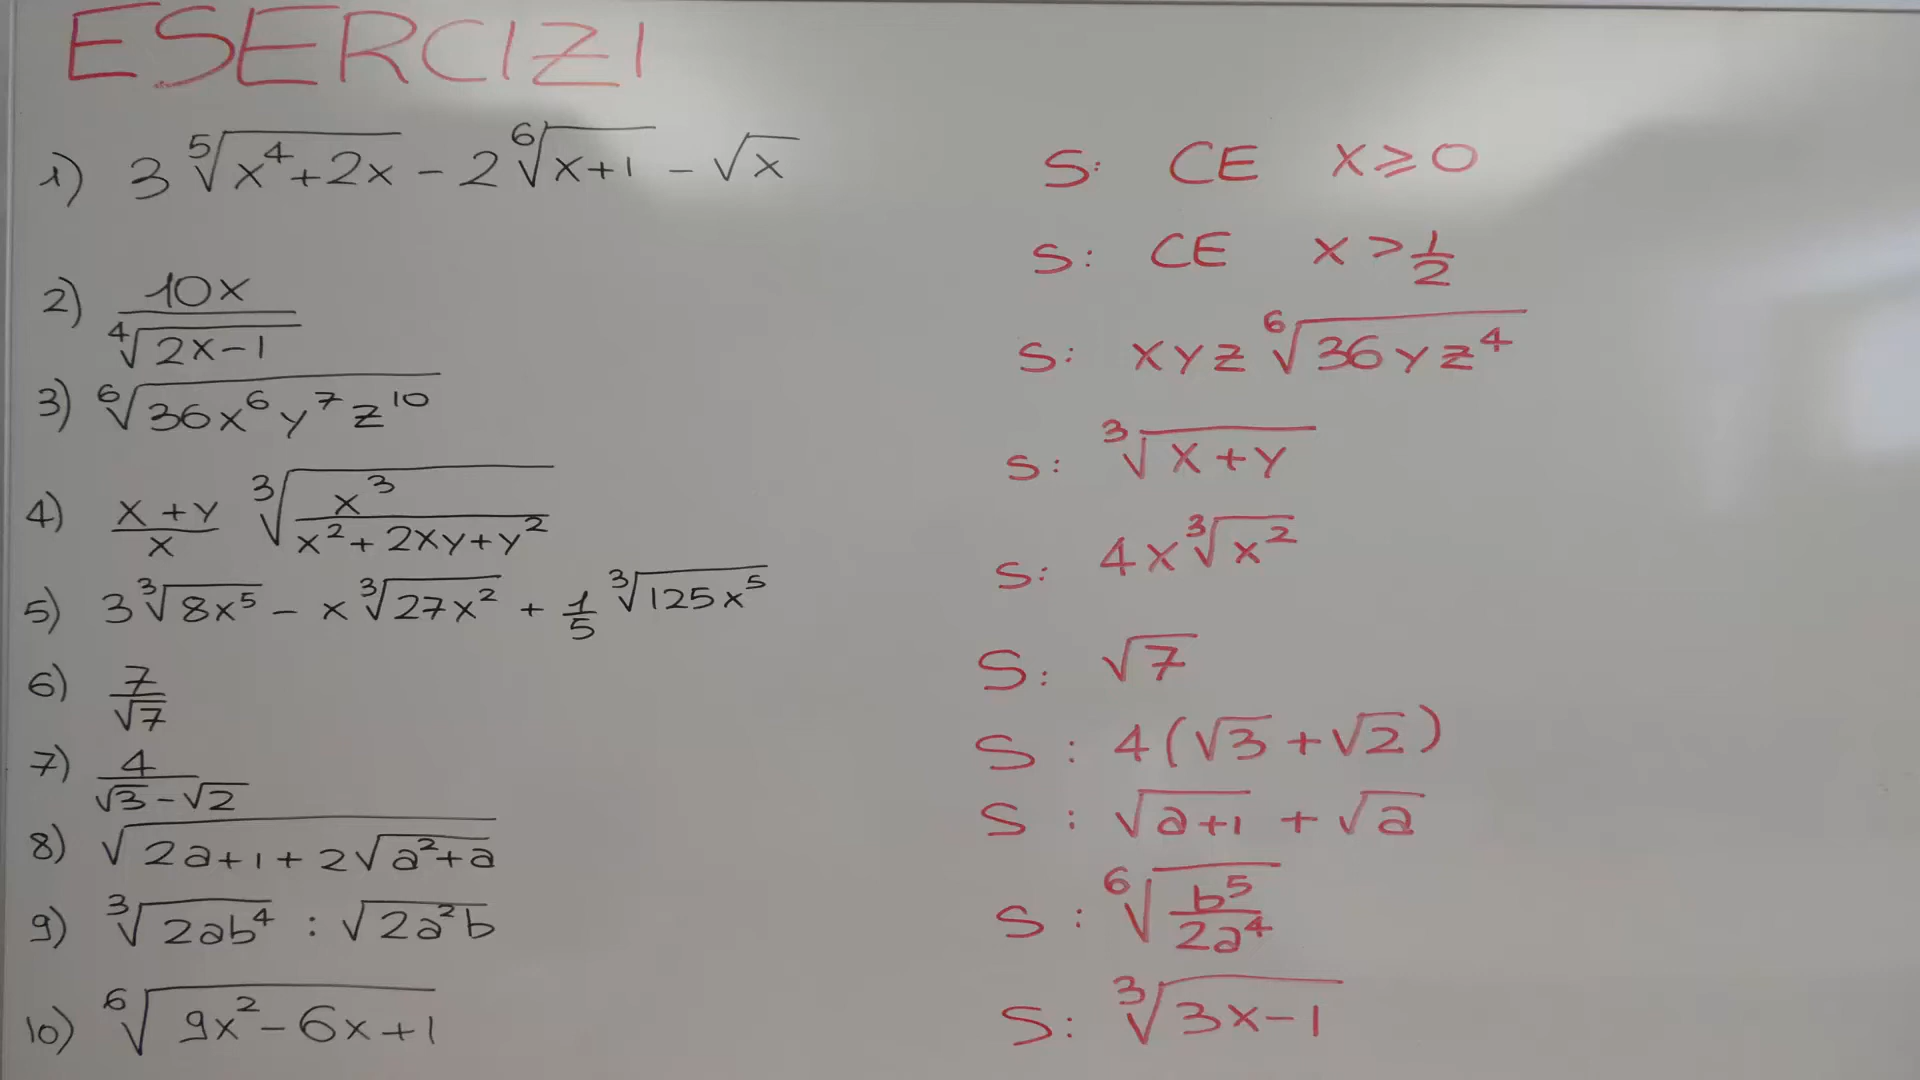 ESERCIZI
1) 3 ⁵√(x⁴+2x) - 2 ⁶√(x+1) - √x S: CE x ≥ 0
2) 10x / ⁴√(2x-1) S: CE x > 1/2
3) ⁶√(36x⁶y⁷z¹⁰) S: xyz ⁶√(36yz⁴)
4) (x+y)/x ³√(x³/(x²+2xy+y²)) S: ³√(x+y)
5) 3 ³√(8x⁵) - x ³√(27x²) + 1/5 ³√(125x⁵) S: 4x ³√(x²)
6) 7/√7 S: √7
7) 4/(√3-√2) S: 4(√3+√2)
8) √(2a+1+2√(a²+a)) S: √(a+1) + √a
9) ³√(2ab⁴) : √(2a²b) S: ⁶√(b⁵/2a⁴)
10) ⁶√(9x²-6x+1) S: ³√(3x-1)